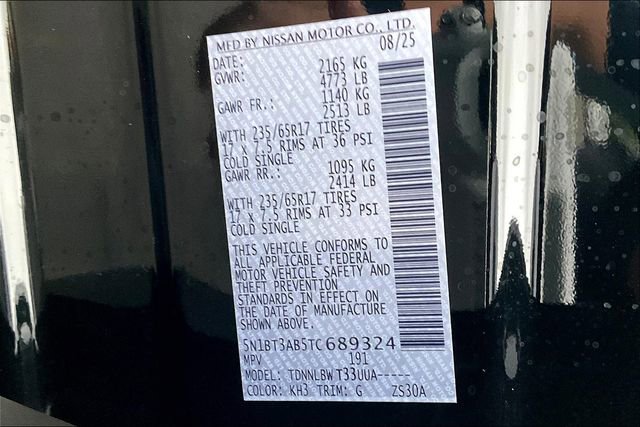 MFD BY NISSAN MOTOR CO., LTD.
DATE: 08/25
GVWR: 2165 KG
4773 LB
GAWR FR.: 1140 KG
2513 LB
WITH 235/65R17 TIRES
17 x 7.5 RIMS AT 36 PSI
COLD SINGLE
GAWR RR.: 1095 KG
2414 LB
WITH 235/65R17 TIRES
17 x 7.5 RIMS AT 33 PSI
COLD SINGLE
THIS VEHICLE CONFORMS TO
ALL APPLICABLE FEDERAL
MOTOR VEHICLE SAFETY AND
THEFT PREVENTION
STANDARDS IN EFFECT ON
THE DATE OF MANUFACTURE
SHOWN ABOVE.
5N1BT3AB5TC689324
MPV 191
MODEL: TDNNLBWT33UUA-----
COLOR: KH3 TRIM: G ZS30A